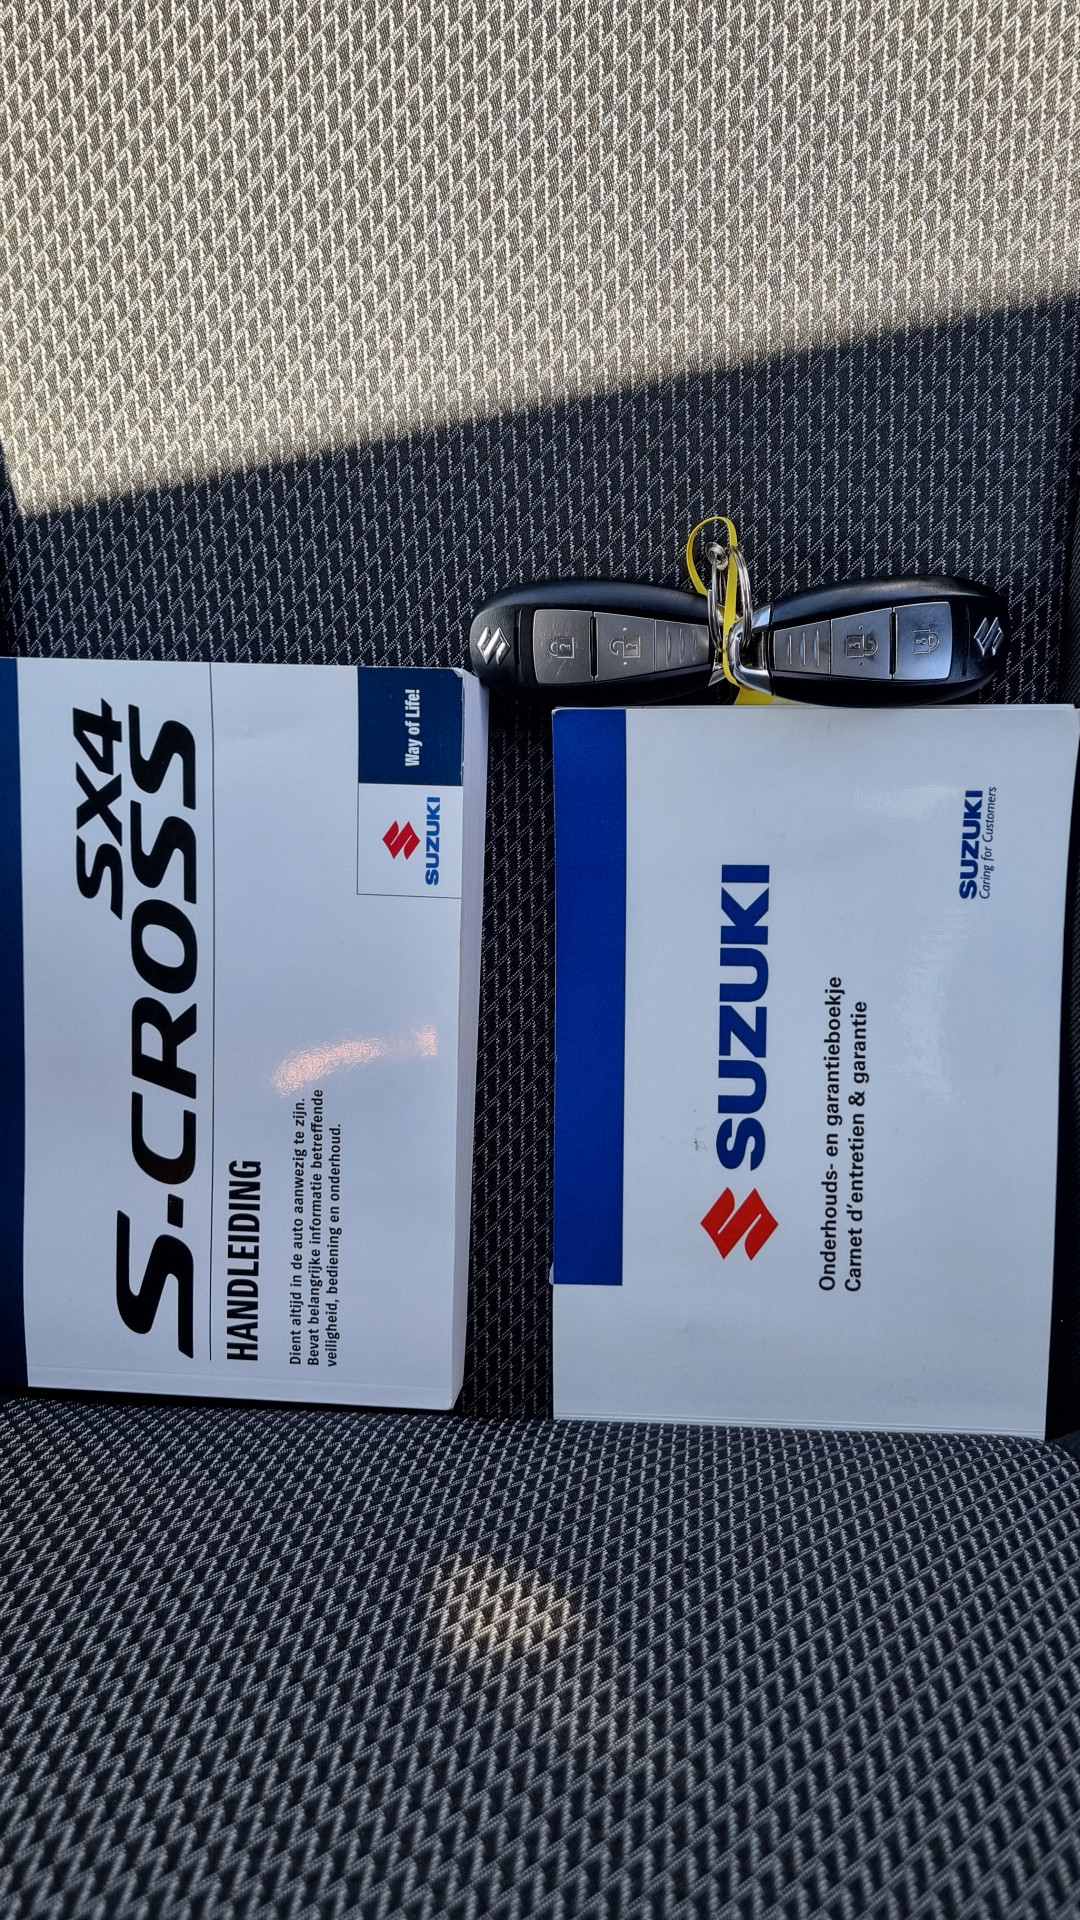 SX4
S-CROSS
HANDLEIDING
Dient altijd in de auto aanwezig te zijn.
Bevat belangrijke informatie betreffende
veiligheid, bediening en onderhoud.
SUZUKI
Way of Life!
SUZUKI
Onderhouds- en garantieboekje
Carnet d'entretien & garantie
SUZUKI
Caring for Customers